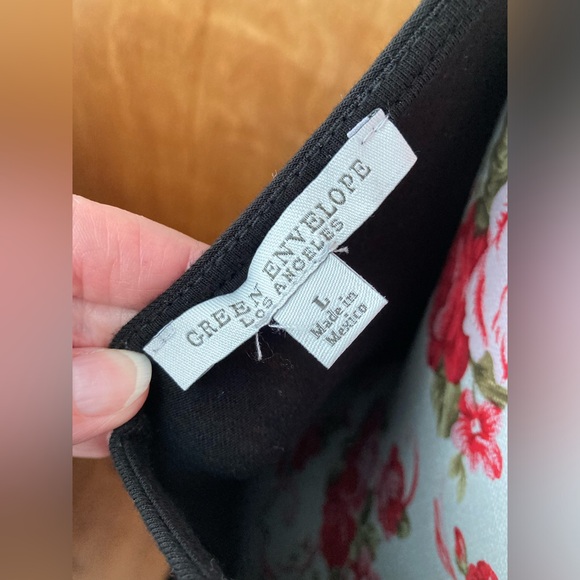 GREEN ENVELOPE
LOS ANGELES
L
Made in
Mexico